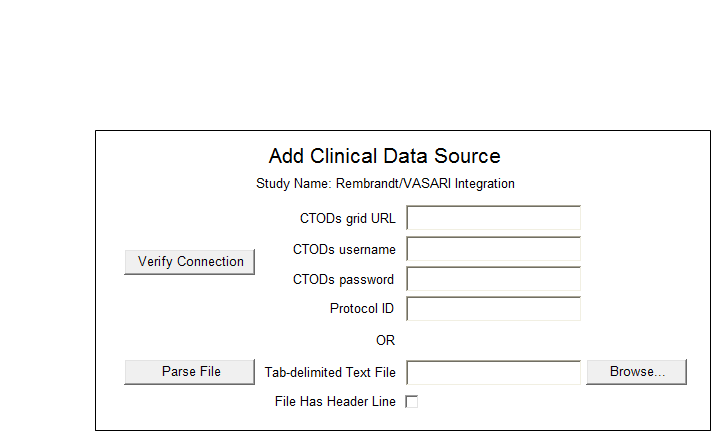 Add Clinical Data Source
Study Name: Rembrandt/VASARI Integration
CTODs grid URL
CTODs username
Verify Connection
CTODs password
Protocol ID
OR
Parse File Tab-delimited Text File Browse...
File Has Header Line